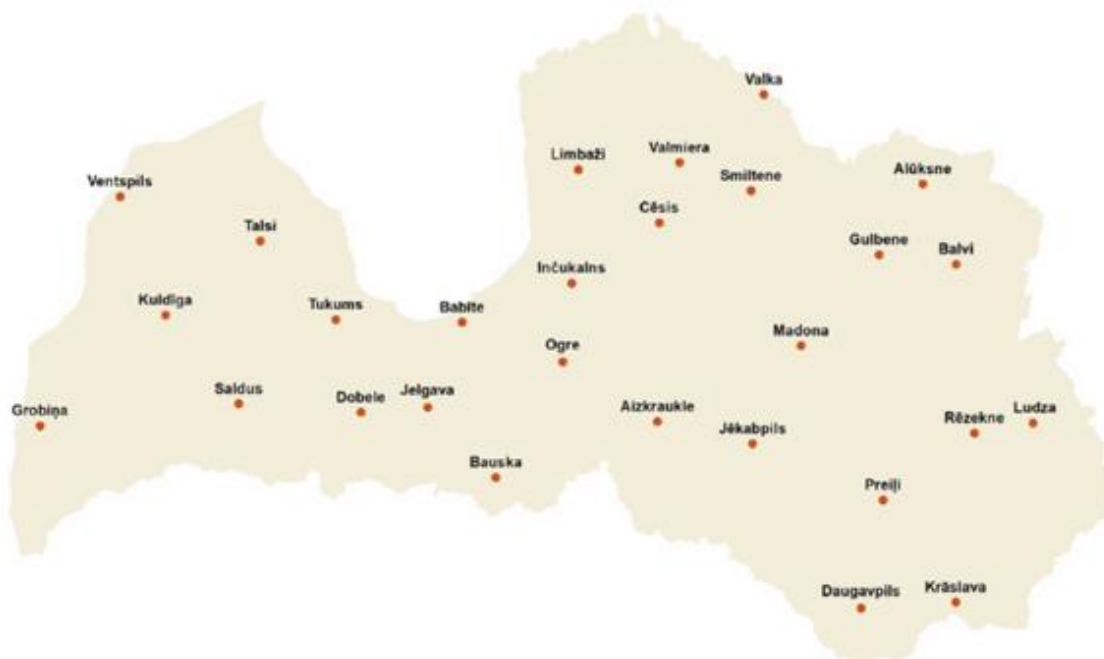 Valka
Limbaži
Valmiera
Smiltene
Alūksne
Ventspils
Cēsis
Talsi
Gulbene
Balvi
Inčukalns
Kuldīga
Tukums
Babīte
Madona
Ogre
Saldus
Dobele
Jelgava
Grobiņa
Aizkraukle
Jēkabpils
Rēzekne
Ludza
Bauska
Preiļi
Daugavpils
Krāslava